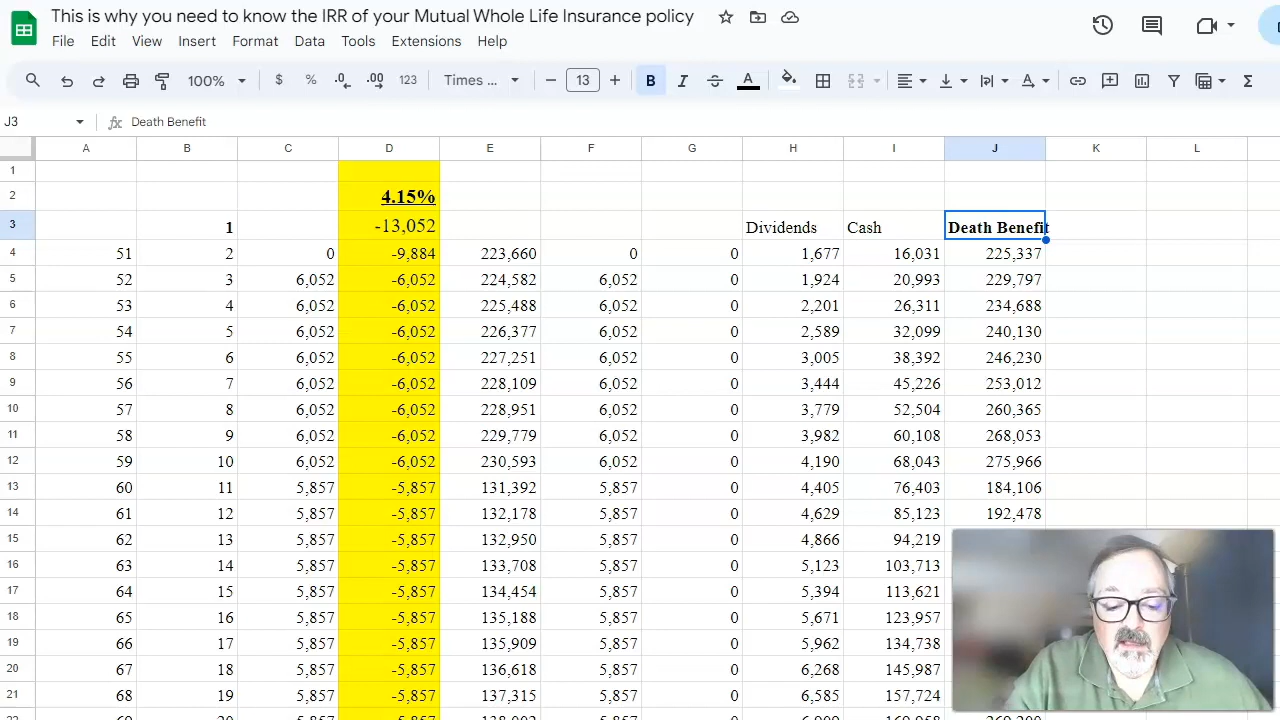 This is why you need to know the IRR of your Mutual Whole Life Insurance policy
File Edit View Insert Format Data Tools Extensions Help
100% $ % .0 .00 123 Times ... 13 B I A A Σ
J3 fx Death Benefit
A B C D E F G H I J K L
1
2 4.15%
3 1 -13,052 Dividends Cash Death Benefit
4 51 2 0 -9,884 223,660 0 0 1,677 16,031 225,337
5 52 3 6,052 -6,052 224,582 6,052 0 1,924 20,993 229,797
6 53 4 6,052 -6,052 225,488 6,052 0 2,201 26,311 234,688
7 54 5 6,052 -6,052 226,377 6,052 0 2,589 32,099 240,130
8 55 6 6,052 -6,052 227,251 6,052 0 3,005 38,392 246,230
9 56 7 6,052 -6,052 228,109 6,052 0 3,444 45,226 253,012
10 57 8 6,052 -6,052 228,951 6,052 0 3,779 52,504 260,365
11 58 9 6,052 -6,052 229,779 6,052 0 3,982 60,108 268,053
12 59 10 6,052 -6,052 230,593 6,052 0 4,190 68,043 275,966
13 60 11 5,857 -5,857 131,392 5,857 0 4,405 76,403 184,106
14 61 12 5,857 -5,857 132,178 5,857 0 4,629 85,123 192,478
15 62 13 5,857 -5,857 132,950 5,857 0 4,866 94,219
16 63 14 5,857 -5,857 133,708 5,857 0 5,123 103,713
17 64 15 5,857 -5,857 134,454 5,857 0 5,394 113,621
18 65 16 5,857 -5,857 135,188 5,857 0 5,671 123,957
19 66 17 5,857 -5,857 135,909 5,857 0 5,962 134,738
20 67 18 5,857 -5,857 136,618 5,857 0 6,268 145,987
21 68 19 5,857 -5,857 137,315 5,857 0 6,585 157,724